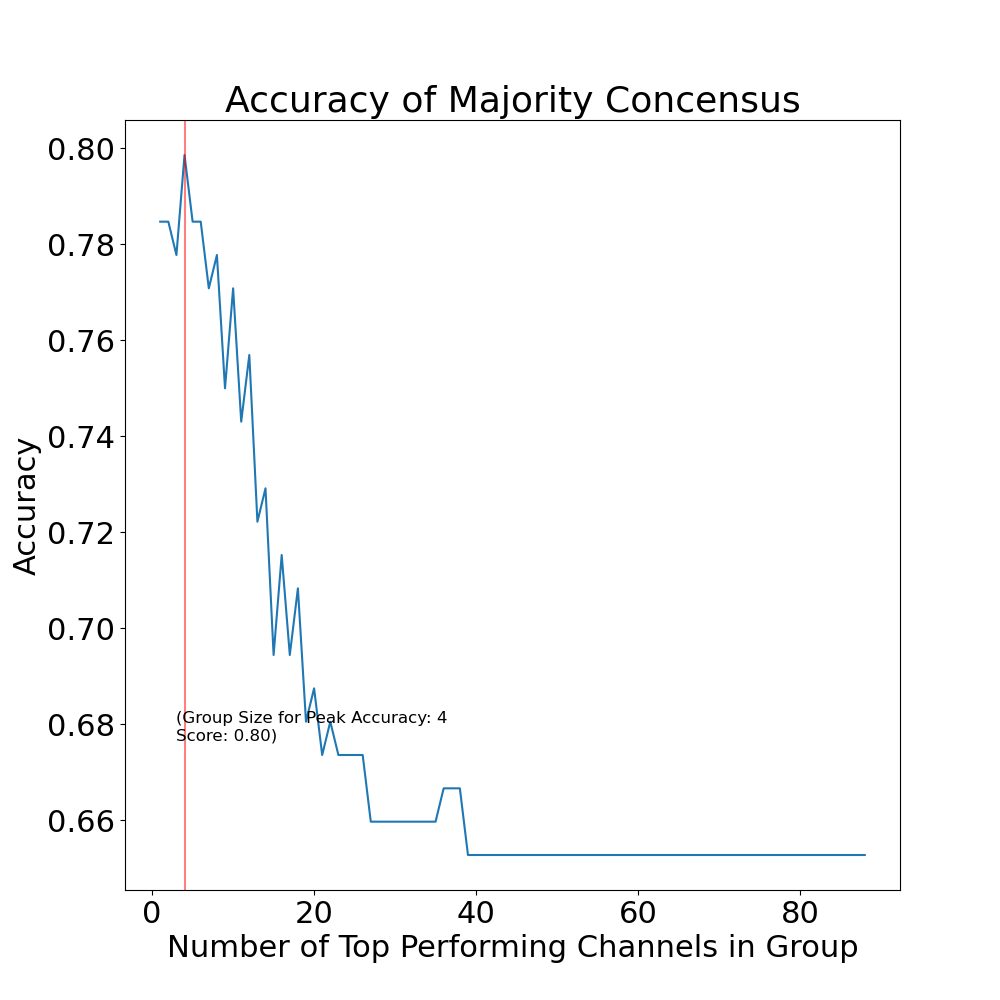 Accuracy of Majority Concensus
0.80
0.78
0.76
0.74
0.72
0.70
0.68
0.66
Accuracy
(Group Size for Peak Accuracy: 4
Score: 0.80)
0 20 40 60 80
Number of Top Performing Channels in Group